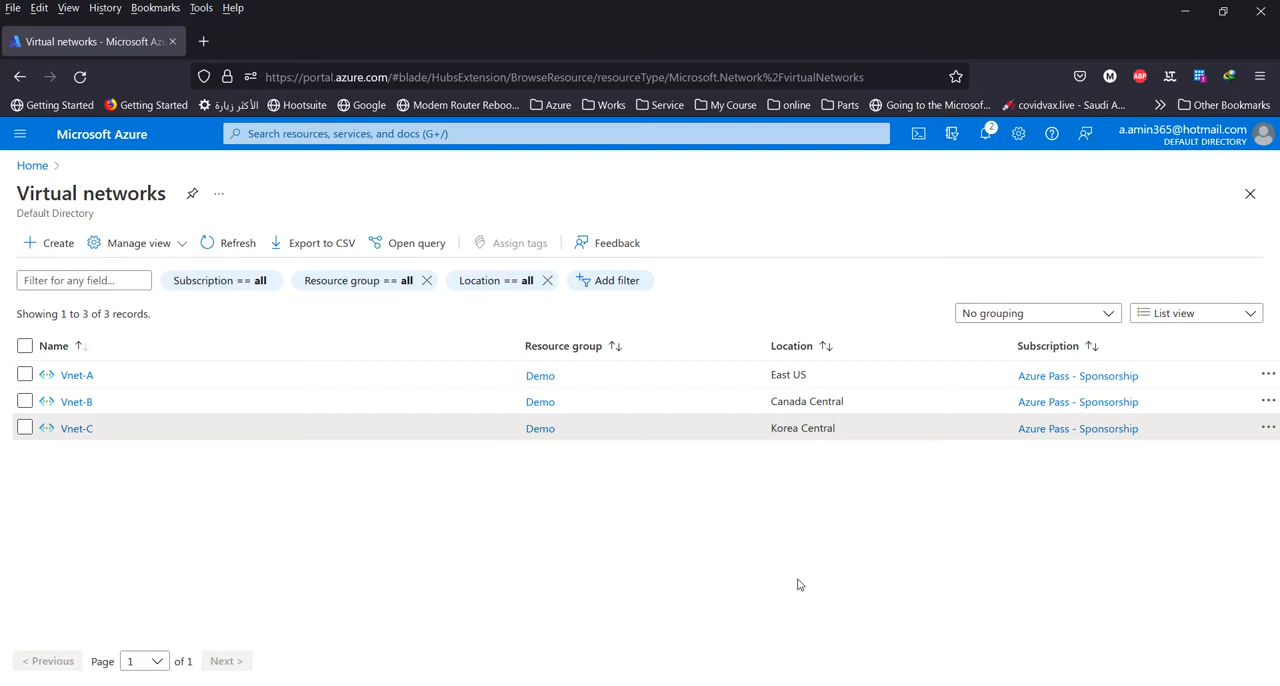 File Edit View History Bookmarks Tools Help
Virtual networks - Microsoft Azu
https://portal.azure.com/#blade/HubsExtension/BrowseResource/resourceType/Microsoft.Network%2FvirtualNetworks
Getting Started Getting Started الأكثر زيارة Hootsuite Google Modem Router Reboo... Azure Works Service My Course online Parts Going to the Microsof... covidvax.live - Saudi A... Other Bookmarks
Microsoft Azure Search resources, services, and docs (G+/) 2 a.amin365@hotmail.com
DEFAULT DIRECTORY
Home
Virtual networks ...
Default Directory
Create Manage view Refresh Export to CSV Open query Assign tags Feedback
Filter for any field... Subscription == all Resource group == all Location == all Add filter
Showing 1 to 3 of 3 records. No grouping List view
Name Resource group Location Subscription
Vnet-A Demo East US Azure Pass - Sponsorship ...
Vnet-B Demo Canada Central Azure Pass - Sponsorship ...
Vnet-C Demo Korea Central Azure Pass - Sponsorship ...
< Previous Page 1 of 1 Next >